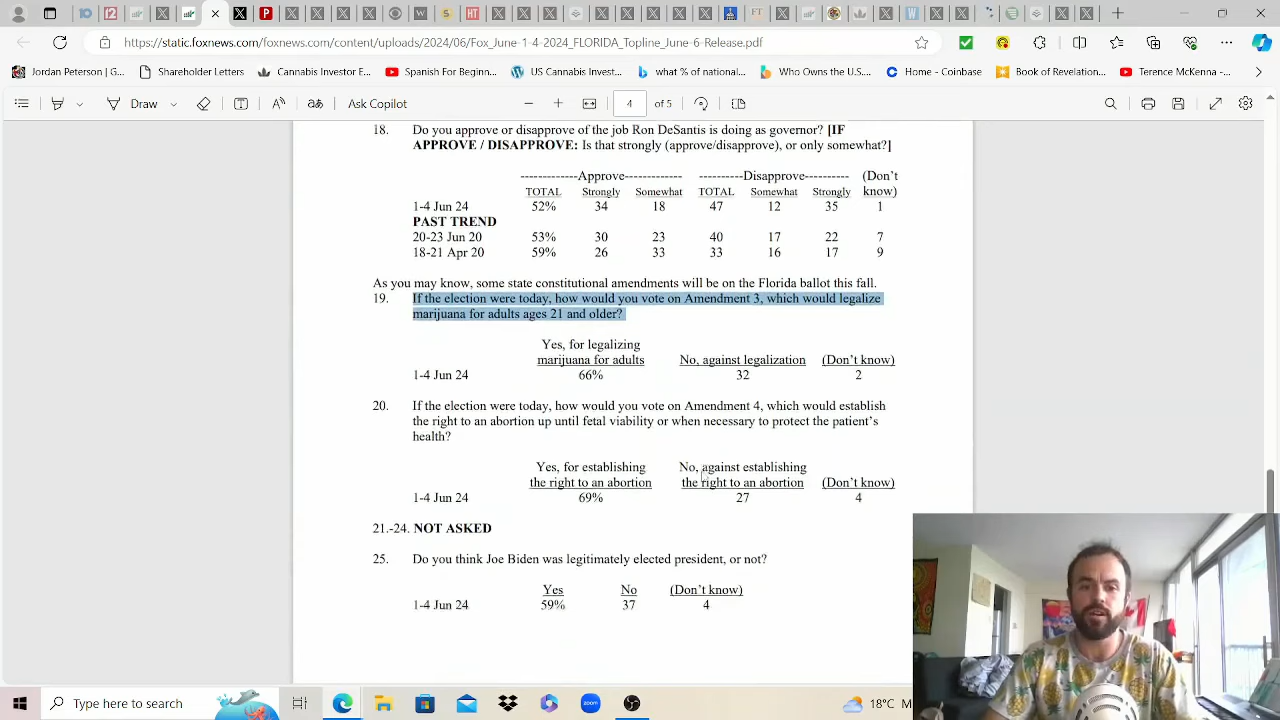 https://static.foxnews.com/foxnews.com/content/uploads/2024/06/Fox_June-1-4-2024_FLORIDA_Topline_June-6-Release.pdf
Jordan Peterson | G... Shareholder Letters Cannabis Investor E... Spanish For Beginn... US Cannabis Invest... what % of national... Who Owns the U.S... Home - Coinbase Book of Revelation... Terence McKenna -...
Draw Ask Copilot 4 of 5
18. Do you approve or disapprove of the job Ron DeSantis is doing as governor? [IF
APPROVE / DISAPPROVE: Is that strongly (approve/disapprove), or only somewhat?]
-------------Approve------------- ----------Disapprove---------- (Don't
TOTAL Strongly Somewhat TOTAL Somewhat Strongly know)
1-4 Jun 24 52% 34 18 47 12 35 1
PAST TREND
20-23 Jun 20 53% 30 23 40 17 22 7
18-21 Apr 20 59% 26 33 33 16 17 9
As you may know, some state constitutional amendments will be on the Florida ballot this fall.
19. If the election were today, how would you vote on Amendment 3, which would legalize
marijuana for adults ages 21 and older?
Yes, for legalizing
marijuana for adults No, against legalization (Don't know)
1-4 Jun 24 66% 32 2
20. If the election were today, how would you vote on Amendment 4, which would establish
the right to an abortion up until fetal viability or when necessary to protect the patient's
health?
Yes, for establishing No, against establishing
the right to an abortion the right to an abortion (Don't know)
1-4 Jun 24 69% 27 4
21.-24. NOT ASKED
25. Do you think Joe Biden was legitimately elected president, or not?
Yes No (Don't know)
1-4 Jun 24 59% 37 4
Type here to search zoom 18°C M